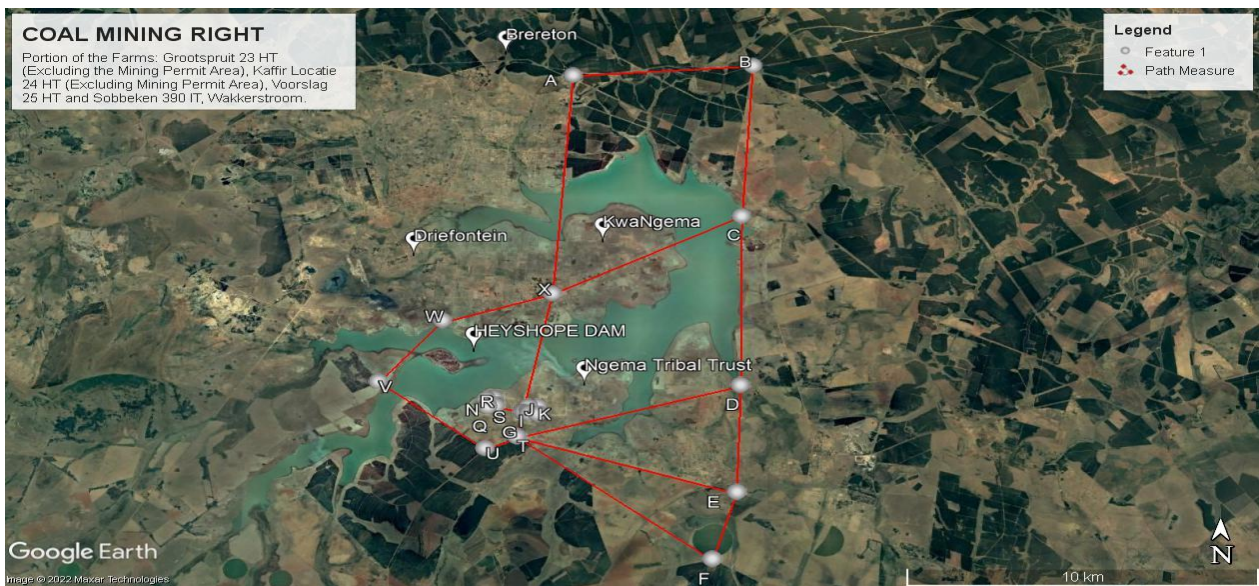 COAL MINING RIGHT
Portion of the Farms: Grootspruit 23 HT
(Excluding the Mining Permit Area), Kaffir Locatie
24 HT (Excluding Mining Permit Area), Voorslag
25 HT and Sobbeken 390 IT, Wakkerstroom.
Legend
Feature 1
Path Measure
Brereton
A
B
KwaNgema
Driefontein
C
X
W
HEYSHOPE DAM
Ngema Tribal Trust
V
D
R
N
S
J
K
I
Q
G
T
U
E
F
N
Google Earth
Image © 2022 Maxar Technologies
10 km